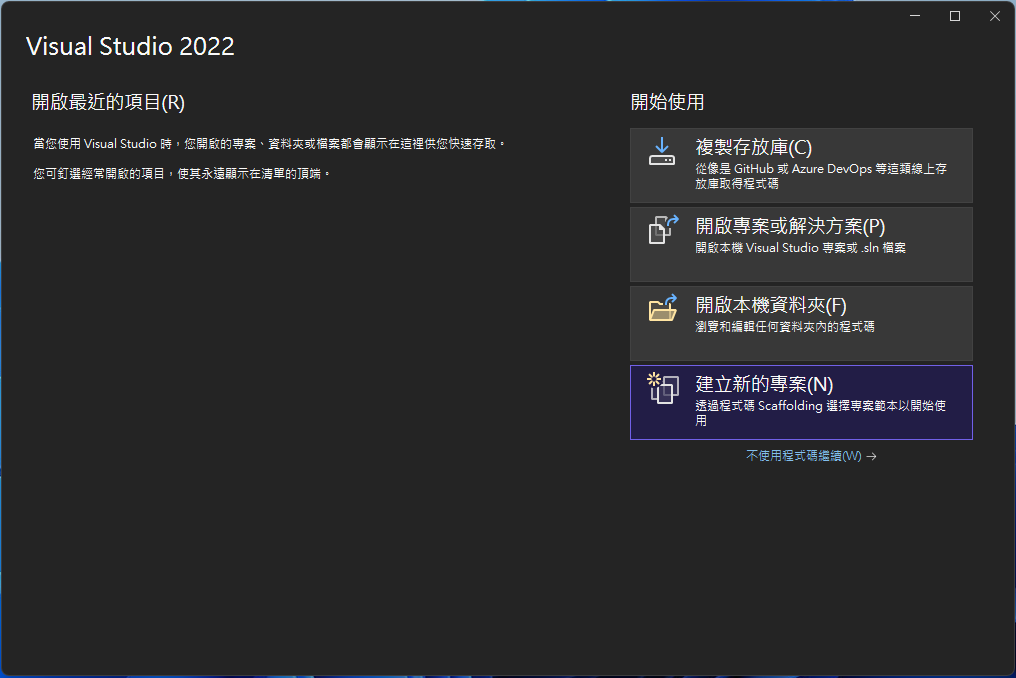 Visual Studio 2022
開啟最近的項目(R)
當您使用 Visual Studio 時，您開啟的專案、資料夾或檔案都會顯示在這裡供您快速存取。
您可釘選經常開啟的項目，使其永遠顯示在清單的頂端。
開始使用
複製存放庫(C)
從像是 GitHub 或 Azure DevOps 等這類線上存
放庫取得程式碼
開啟專案或解決方案(P)
開啟本機 Visual Studio 專案或 .sln 檔案
開啟本機資料夾(F)
瀏覽和編輯任何資料夾內的程式碼
建立新的專案(N)
透過程式碼 Scaffolding 選擇專案範本以開始使
用
不使用程式碼繼續(W) →